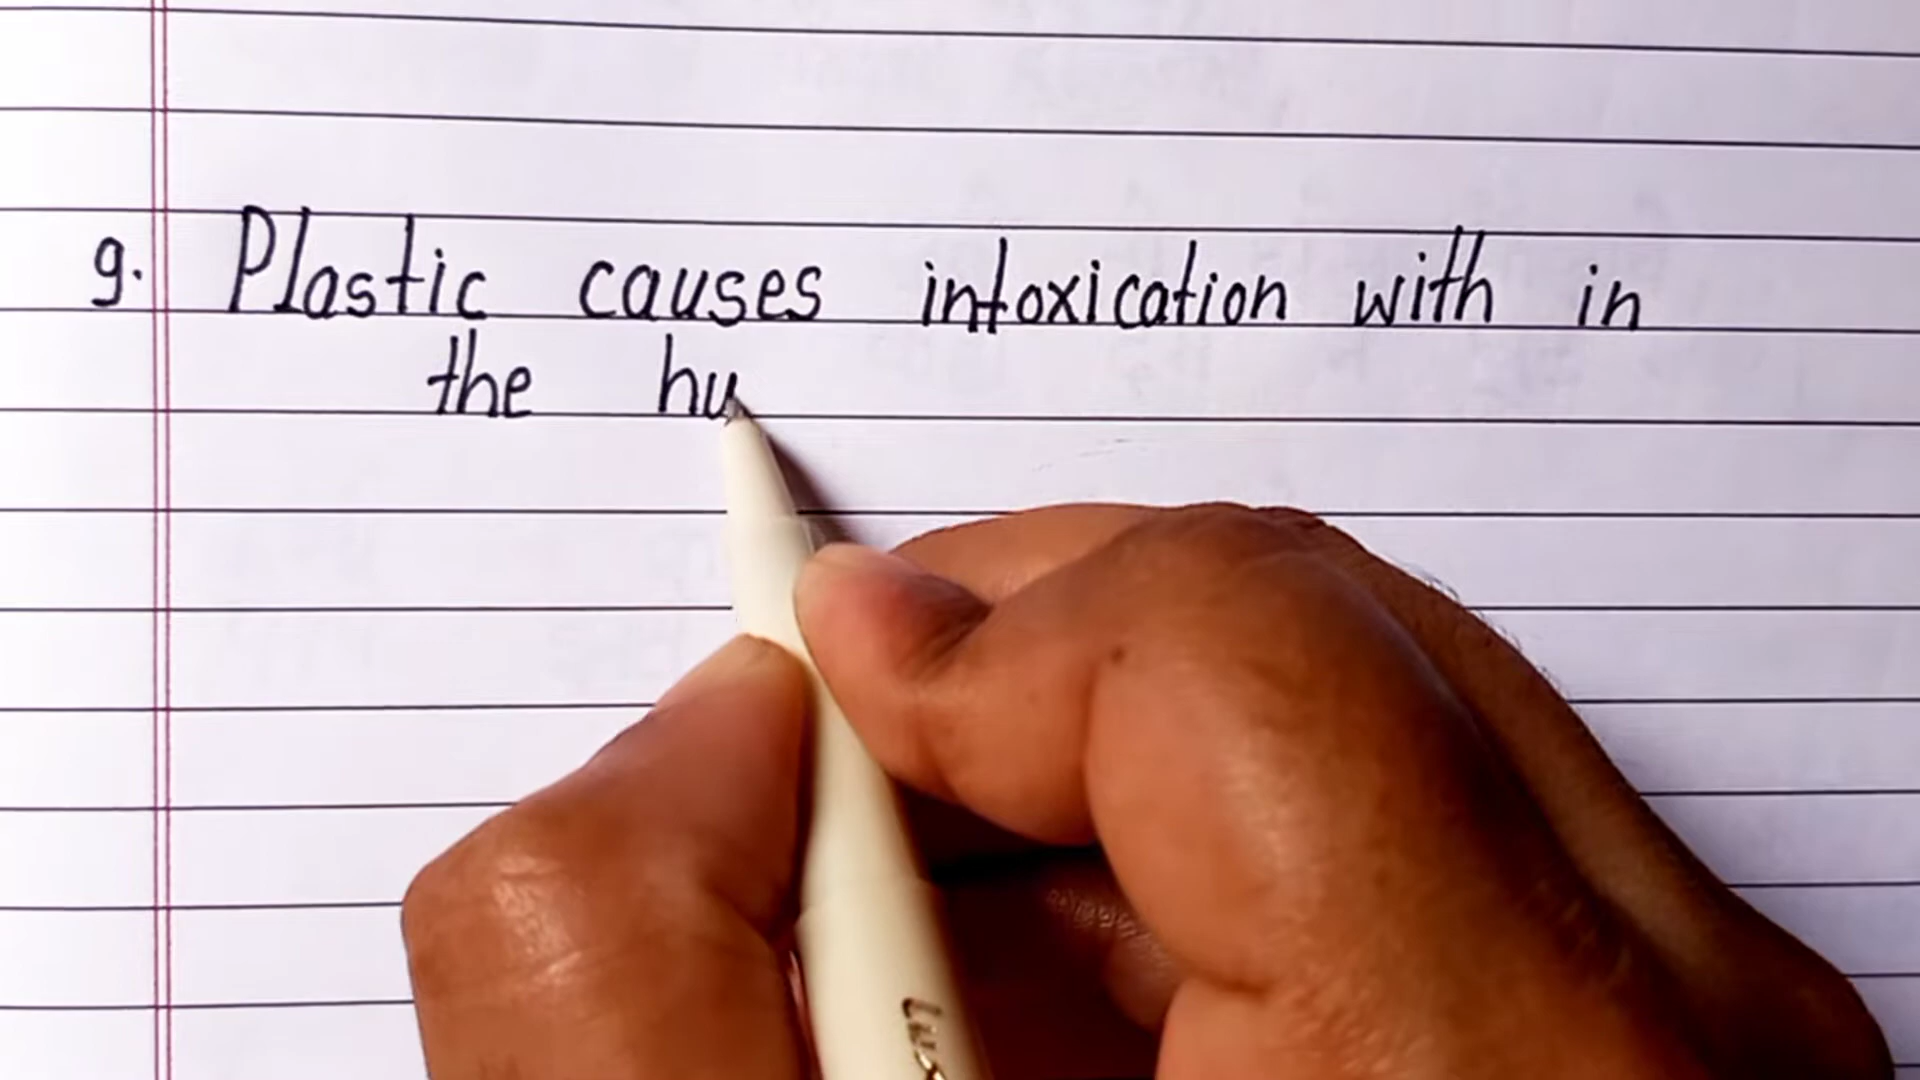 9. Plastic causes intoxication with in
the hu